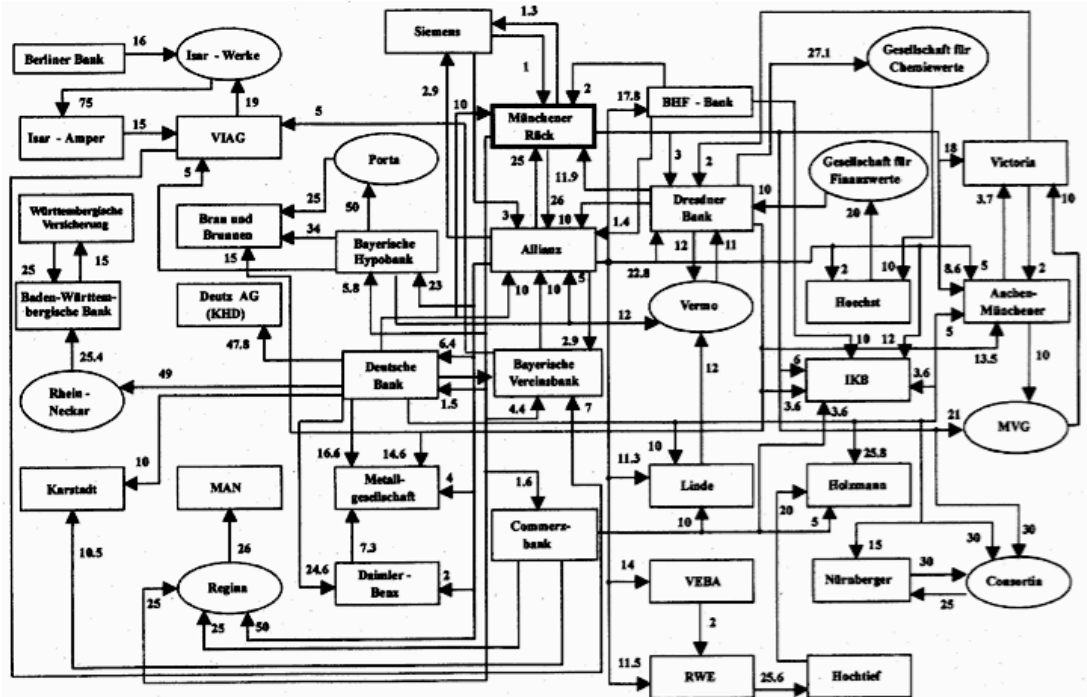 1.3
Siemens
16
Berliner Bank
Isar - Werke
Gesellschaft für
Chemiewerte
27.1
1
2
2.9
75
19
10
17.8
BHF - Bank
5
Isar - Amper
15
VIAG
Münchener
Rück
18
Victoria
Porta
25
3
2
Gesellschaft für
Finanzwerte
5
11.9
10
3.7
10
25
50
26
Dresdner
Bank
20
Württembergische
Versicherung
Brau und
Brunnen
34
3
10
1.4
Bayerische
Hypobank
Allianz
12
11
15
25
15
22.8
2
10
8.6
5
2
5.8
23
10
10
5
Baden-Württem-
bergische Bank
Deutz AG
(KHD)
Vermo
Hoechst
Aachen-
Münchener
12
5
47.8
2.9
10
12
13.5
6.4
25.4
Deutsche
Bank
Bayerische
Vereinsbank
12
6
IKB
3.6
10
49
Rhein -
Neckar
1.5
4.4
7
3.6
3.6
21
MVG
16.6
14.6
10
11.3
10
25.8
Karstadt
MAN
Metall-
gesellschaft
4
1.6
Linde
Holzmann
20
10
5
Commerz-
bank
10.5
26
7.3
30
30
15
24.6
14
VEBA
Nürnberger
30
Consortia
Regina
Daimler -
Benz
2
25
25
25
50
2
11.5
RWE
25.6
Hochtief